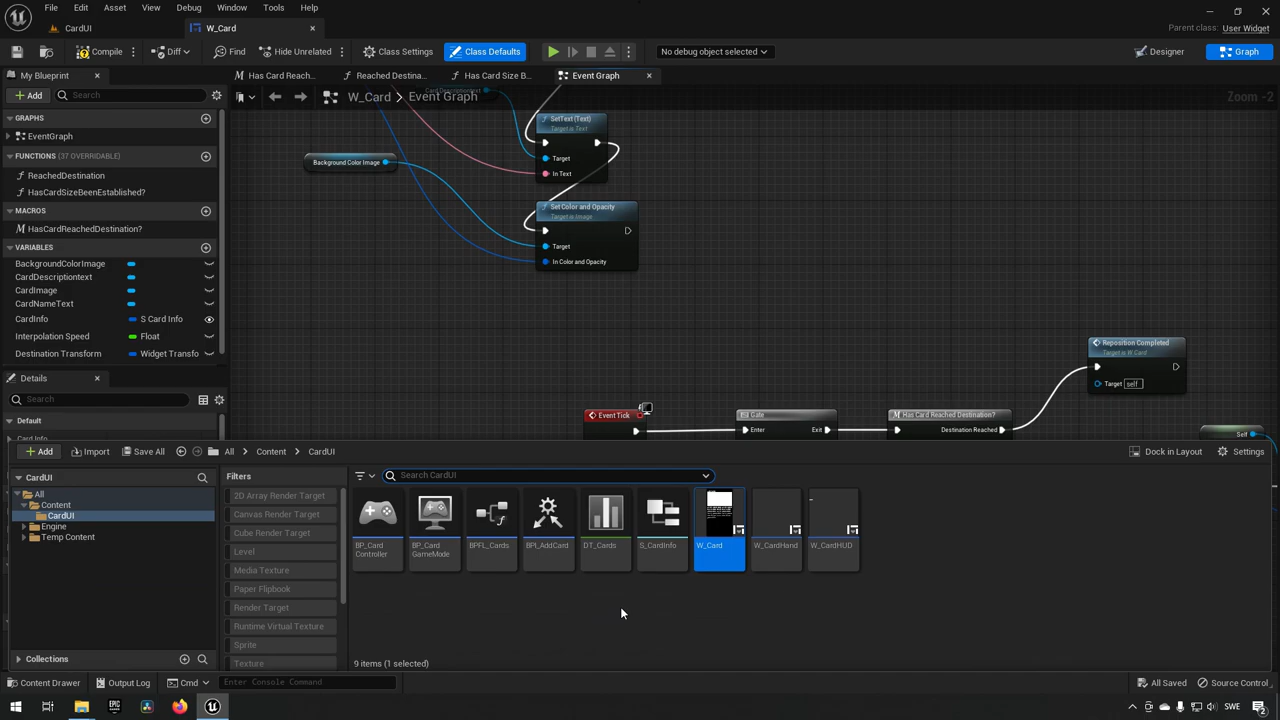 File Edit Asset View Debug Window Tools Help
CardUI
W_Card
Parent class: User Widget
Compile
Diff
Find
Hide Unrelated
Class Settings
Class Defaults
No debug object selected
Designer
Graph
My Blueprint
Has Card Reach...
Reached Destina...
Has Card Size B...
Event Graph
Add
Search
W_Card > Event Graph
Zoom -2
GRAPHS
EventGraph
FUNCTIONS (37 OVERRIDABLE)
ReachedDestination
HasCardSizeBeenEstablished?
MACROS
HasCardReachedDestination?
VARIABLES
BackgroundColorImage
CardDescriptiontext
CardImage
CardNameText
CardInfo
S Card Info
Interpolation Speed
Float
Destination Transform
Widget Transfo
Details
Search
Default
Card Info
Card Descriptiontext
SetText (Text)
Target is Text
Target
In Text
Background Color Image
Set Color and Opacity
Target is Image
Target
In Color and Opacity
Event Tick
Gate
Enter
Exit
Has Card Reached Destination?
Destination Reached
Reposition Completed
Target is W Card
Target self
Self
Add
Import
Save All
All > Content > CardUI
Dock in Layout
Settings
CardUI
All
Content
CardUI
Engine
Temp Content
Collections
Filters
2D Array Render Target
Canvas Render Target
Cube Render Target
Level
Media Texture
Paper Flipbook
Render Target
Runtime Virtual Texture
Sprite
Texture
Search CardUI
BP_Card
Controller
BP_Card
GameMode
BPFL_Cards
BPI_AddCard
DT_Cards
S_CardInfo
W_Card
W_CardHand
W_CardHUD
9 items (1 selected)
Content Drawer
Output Log
Cmd
Enter Console Command
All Saved
Source Control
SWE